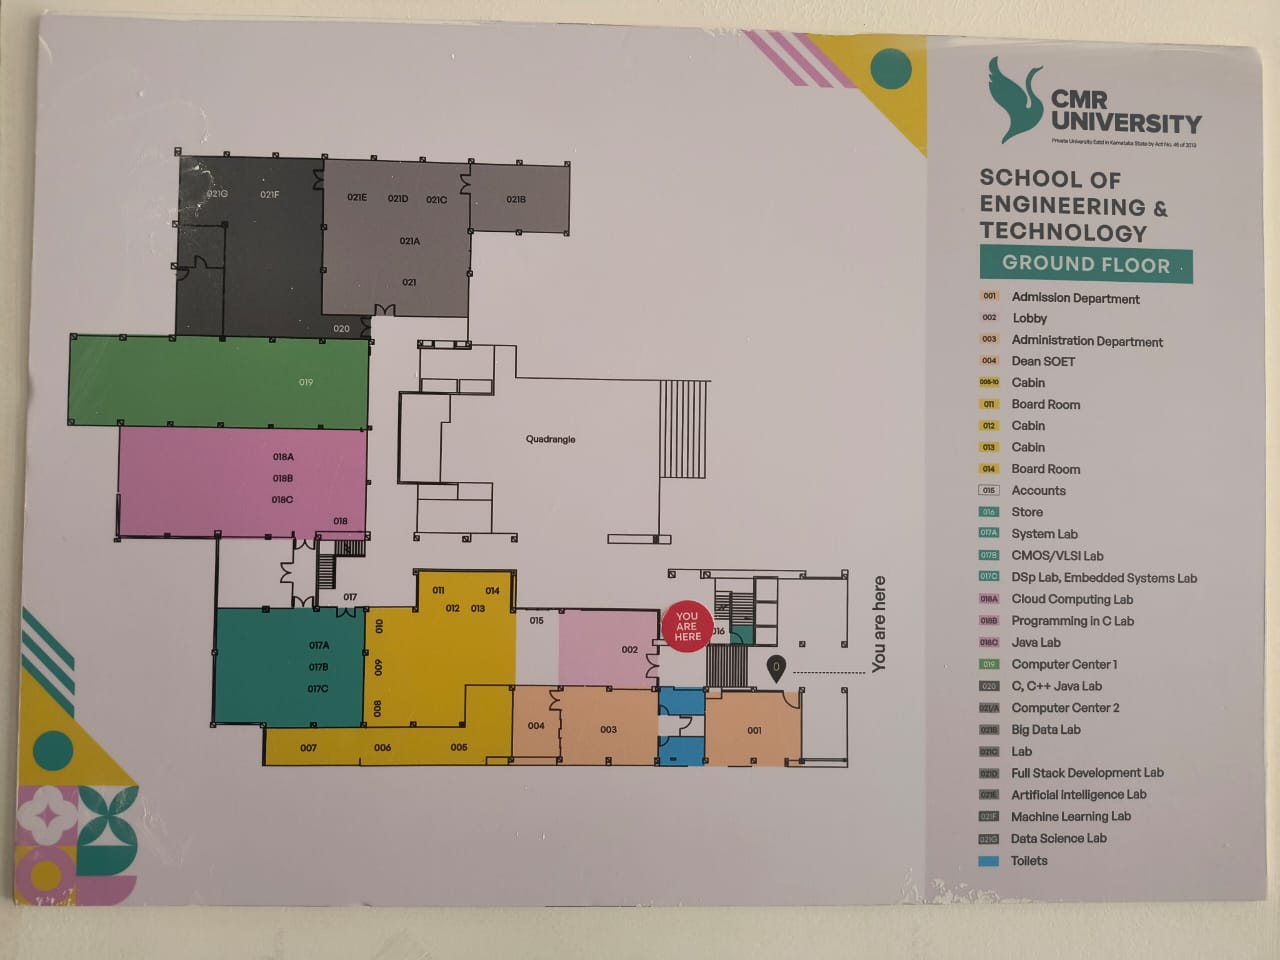 CMR
UNIVERSITY
Private University Estd in Karnataka State by Act No. 45 of 2013
SCHOOL OF
ENGINEERING &
TECHNOLOGY
GROUND FLOOR
001 Admission Department
002 Lobby
003 Administration Department
004 Dean SOET
005-10 Cabin
011 Board Room
012 Cabin
013 Cabin
014 Board Room
015 Accounts
016 Store
017A System Lab
017B CMOS/VLSI Lab
017C DSp Lab, Embedded Systems Lab
018A Cloud Computing Lab
018B Programming in C Lab
018C Java Lab
019 Computer Center 1
020 C, C++ Java Lab
021/A Computer Center 2
021B Big Data Lab
021C Lab
021D Full Stack Development Lab
021E Artificial Intelligence Lab
021F Machine Learning Lab
021G Data Science Lab
Toilets
021G 021F 021E 021D 021C 021B
021A
021
020
019
018A
018B
018C
018
Quadrangle
017
017A
017B
017C
011 014
012 013
010
009
008
007 006 005
015
002
004 003 001
YOU
ARE
HERE
016
0
You are here